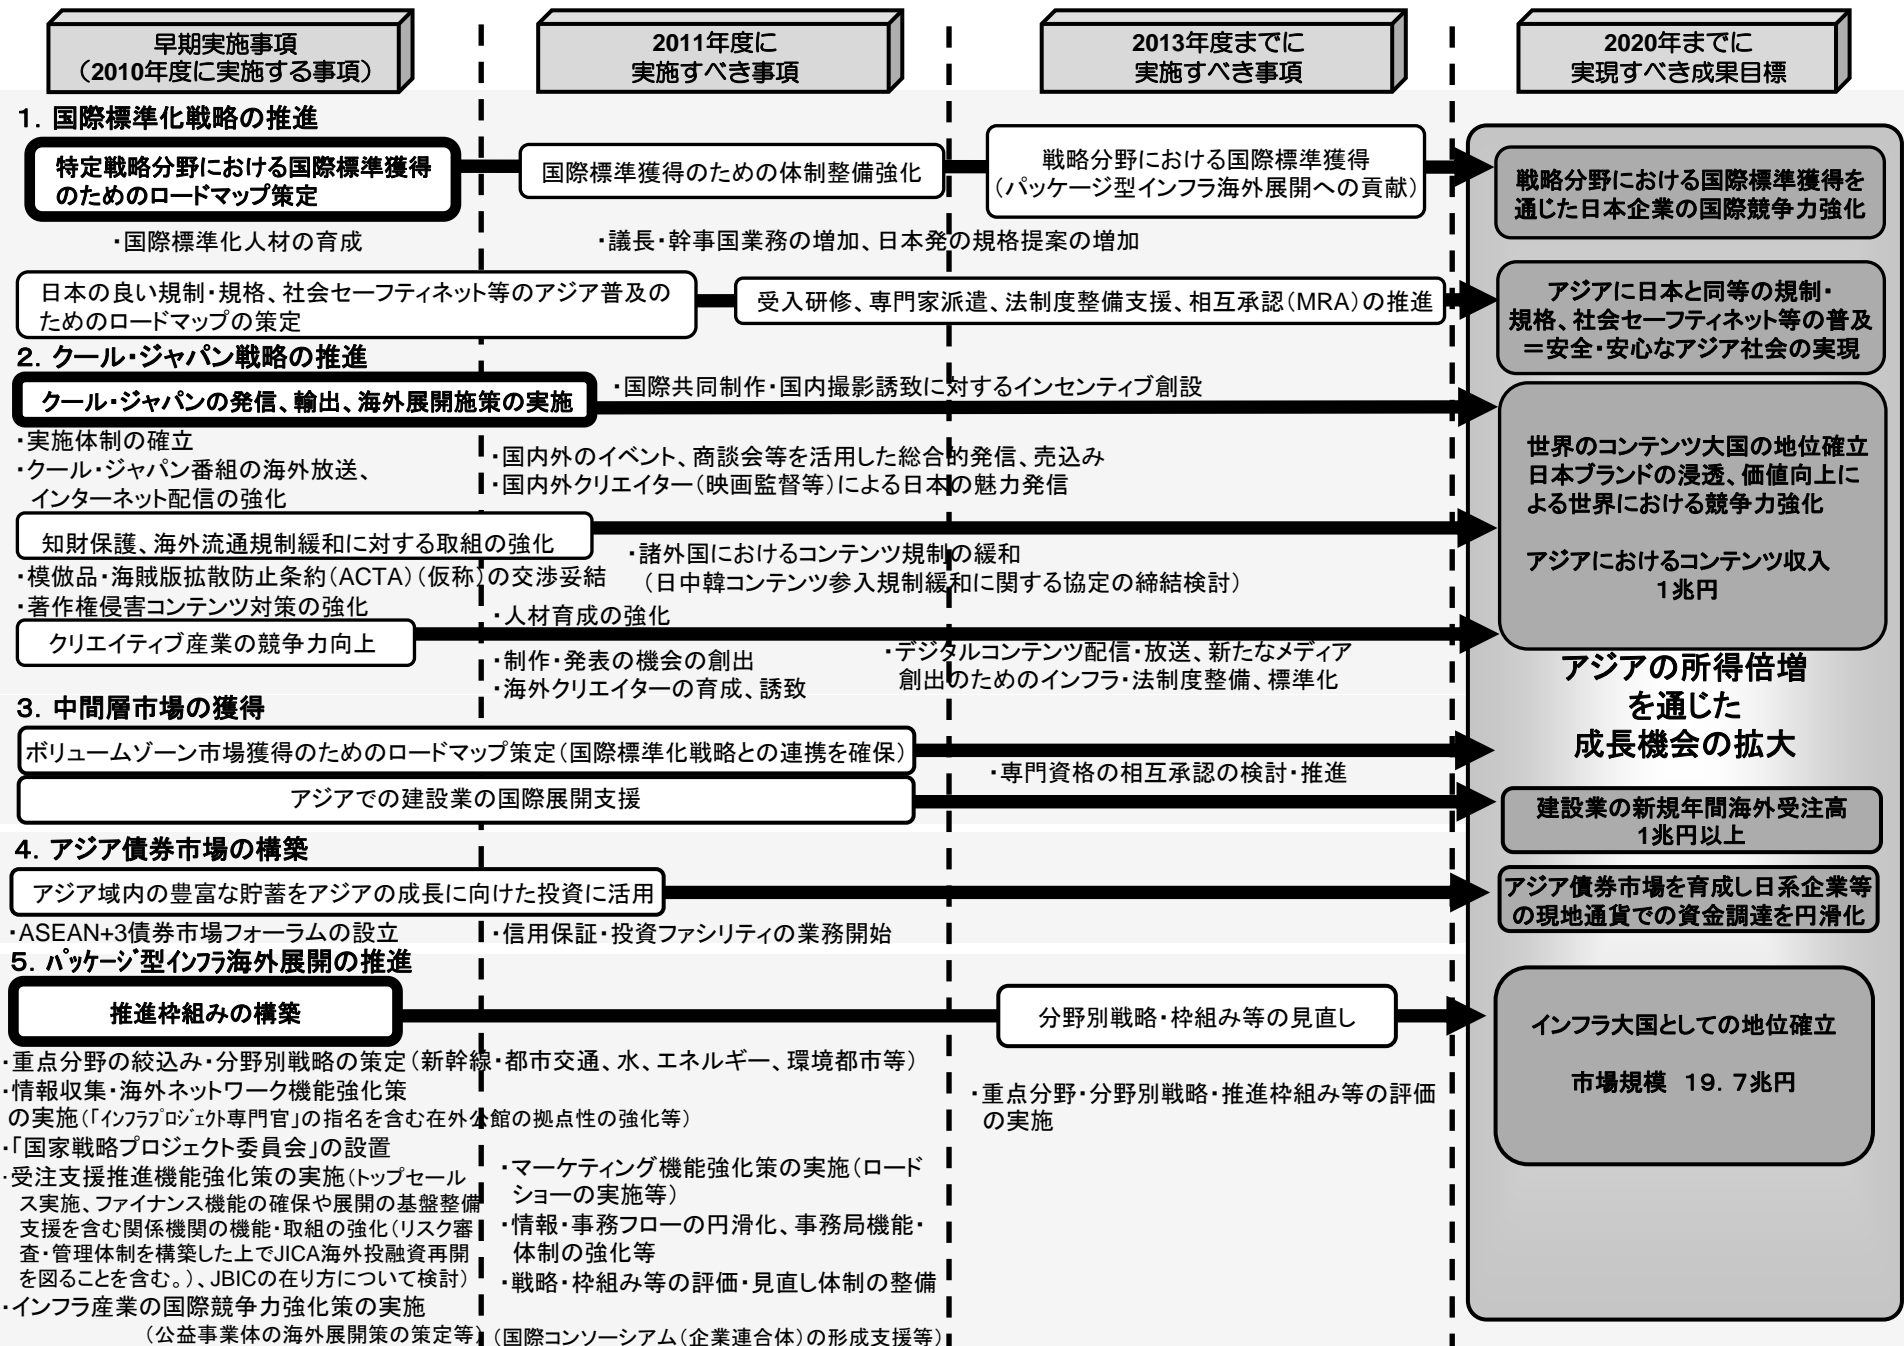 早期実施事項
（2010年度に実施する事項）
2011年度に
実施すべき事項
2013年度までに
実施すべき事項
2020年までに
実現すべき成果目標
１．国際標準化戦略の推進
特定戦略分野における国際標準獲得
のためのロードマップ策定
国際標準獲得のための体制整備強化
戦略分野における国際標準獲得
（パッケージ型インフラ海外展開への貢献）
戦略分野における国際標準獲得を
通じた日本企業の国際競争力強化
・国際標準化人材の育成
・議長・幹事国業務の増加、日本発の規格提案の増加
日本の良い規制・規格、社会セーフティネット等のアジア普及の
ためのロードマップの策定
受入研修、専門家派遣、法制度整備支援、相互承認（MRA）の推進
アジアに日本と同等の規制・
規格、社会セーフティネット等の普及
＝安全・安心なアジア社会の実現
２．クール・ジャパン戦略の推進
クール・ジャパンの発信、輸出、海外展開施策の実施
・国際共同制作・国内撮影誘致に対するインセンティブ創設
・実施体制の確立
・クール・ジャパン番組の海外放送、
インターネット配信の強化
・国内外のイベント、商談会等を活用した総合的発信、売込み
・国内外クリエイター（映画監督等）による日本の魅力発信
世界のコンテンツ大国の地位確立
日本ブランドの浸透、価値向上に
よる世界における競争力強化
アジアにおけるコンテンツ収入
１兆円
知財保護、海外流通規制緩和に対する取組の強化
・諸外国におけるコンテンツ規制の緩和
（日中韓コンテンツ参入規制緩和に関する協定の締結検討）
・模倣品・海賊版拡散防止条約（ACTA）（仮称）の交渉妥結
・著作権侵害コンテンツ対策の強化
・人材育成の強化
クリエイティブ産業の競争力向上
・制作・発表の機会の創出
・海外クリエイターの育成、誘致
・デジタルコンテンツ配信・放送、新たなメディア
創出のためのインフラ・法制度整備、標準化
アジアの所得倍増
を通じた
成長機会の拡大
３．中間層市場の獲得
ボリュームゾーン市場獲得のためのロードマップ策定（国際標準化戦略との連携を確保）
・専門資格の相互承認の検討・推進
アジアでの建設業の国際展開支援
建設業の新規年間海外受注高
１兆円以上
４．アジア債券市場の構築
アジア域内の豊富な貯蓄をアジアの成長に向けた投資に活用
アジア債券市場を育成し日系企業等
の現地通貨での資金調達を円滑化
・ASEAN+3債券市場フォーラムの設立
・信用保証・投資ファシリティの業務開始
５．ﾊﾟｯｹｰｼﾞ型ｲﾝﾌﾗ海外展開の推進
推進枠組みの構築
分野別戦略・枠組み等の見直し
インフラ大国としての地位確立
市場規模　１９．７兆円
・重点分野の絞込み・分野別戦略の策定（新幹線・都市交通、水、エネルギー、環境都市等）
・情報収集・海外ネットワーク機能強化策
の実施（「ｲﾝﾌﾗﾌﾟﾛｼﾞｪｸﾄ専門官」の指名を含む在外公館の拠点性の強化等）
・重点分野・分野別戦略・推進枠組み等の評価
の実施
・「国家戦略プロジェクト委員会」の設置
・受注支援推進機能強化策の実施（トップセール
ス実施、ファイナンス機能の確保や展開の基盤整備
支援を含む関係機関の機能・取組の強化（リスク審
査・管理体制を構築した上でJICA海外投融資再開
を図ることを含む。）、JBICの在り方について検討）
・マーケティング機能強化策の実施（ロード
ショーの実施等）
・情報・事務フローの円滑化、事務局機能・
体制の強化等
・戦略・枠組み等の評価・見直し体制の整備
・インフラ産業の国際競争力強化策の実施
（公益事業体の海外展開策の策定等）
（国際コンソーシアム（企業連合体）の形成支援等）